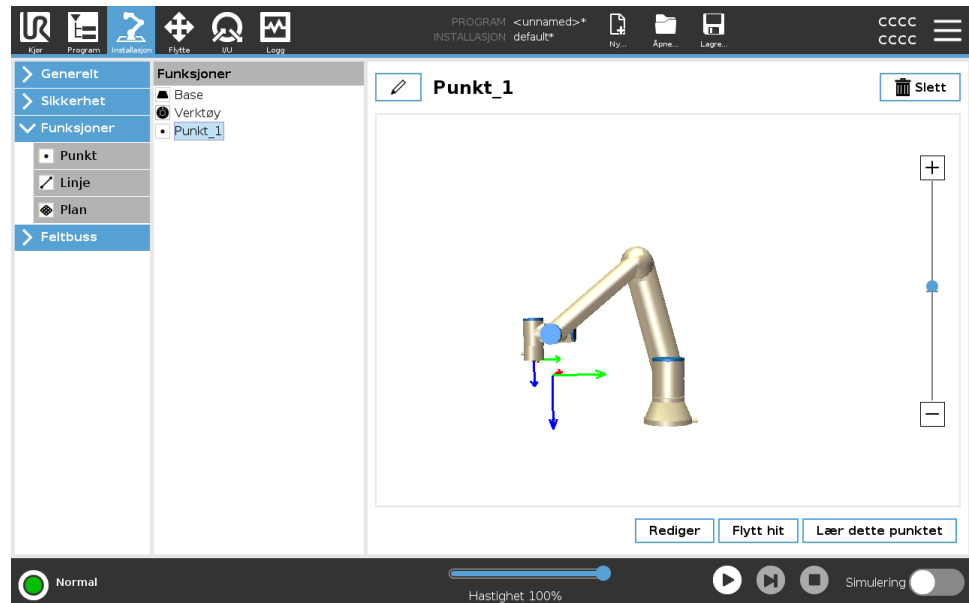 PROGRAM <unnamed>*
INSTALLASJON default*
CCCC
CCCC
UR
Kjør
Program
Installasjon
Flytte
I/U
Logg
Ny...
Åpne...
Lagre...
Generelt
Sikkerhet
Funksjoner
Punkt
Linje
Plan
Feltbuss
Funksjoner
Base
Verktøy
Punkt_1
Punkt_1
Slett
Rediger
Flytt hit
Lær dette punktet
Normal
Hastighet 100%
Simulering